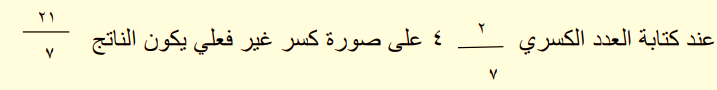 عند كتابة العدد الكسري ٢/٧ ٤ على صورة كسر غير فعلي يكون الناتج ٢١/٧